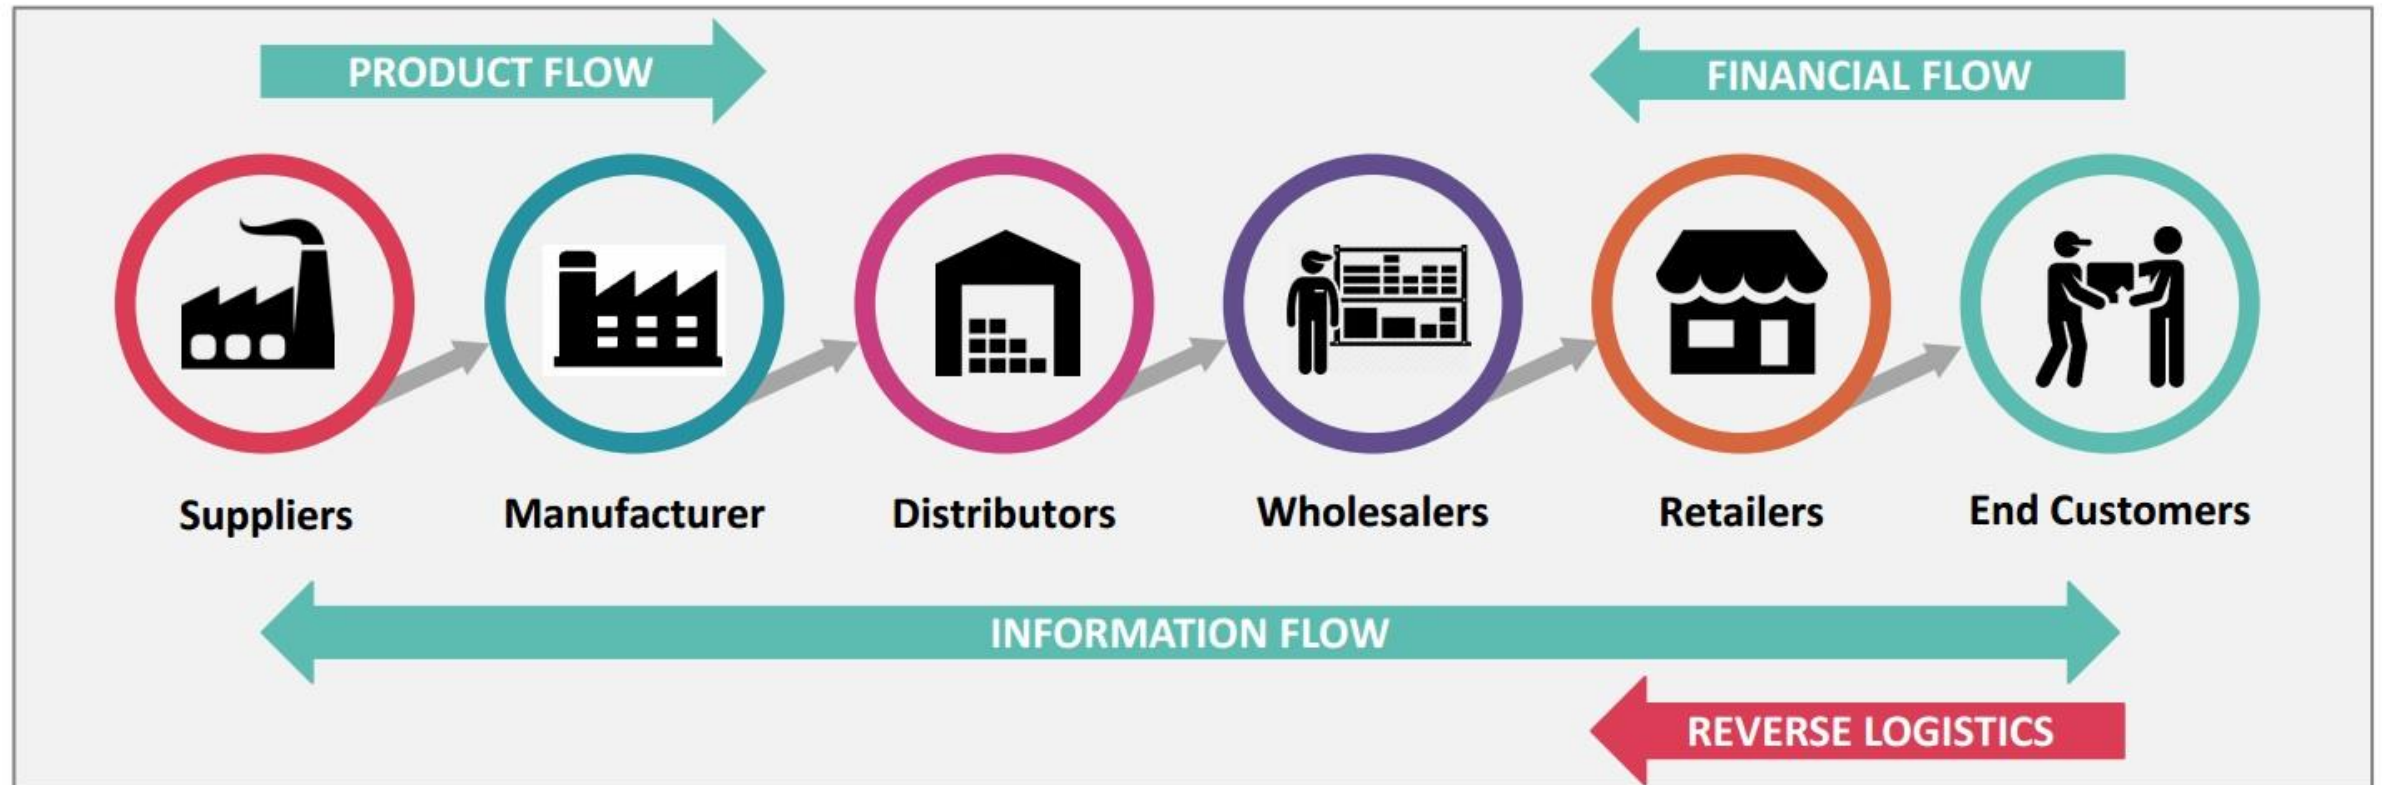 PRODUCT FLOW
FINANCIAL FLOW
Suppliers
Manufacturer
Distributors
Wholesalers
Retailers
End Customers
INFORMATION FLOW
REVERSE LOGISTICS